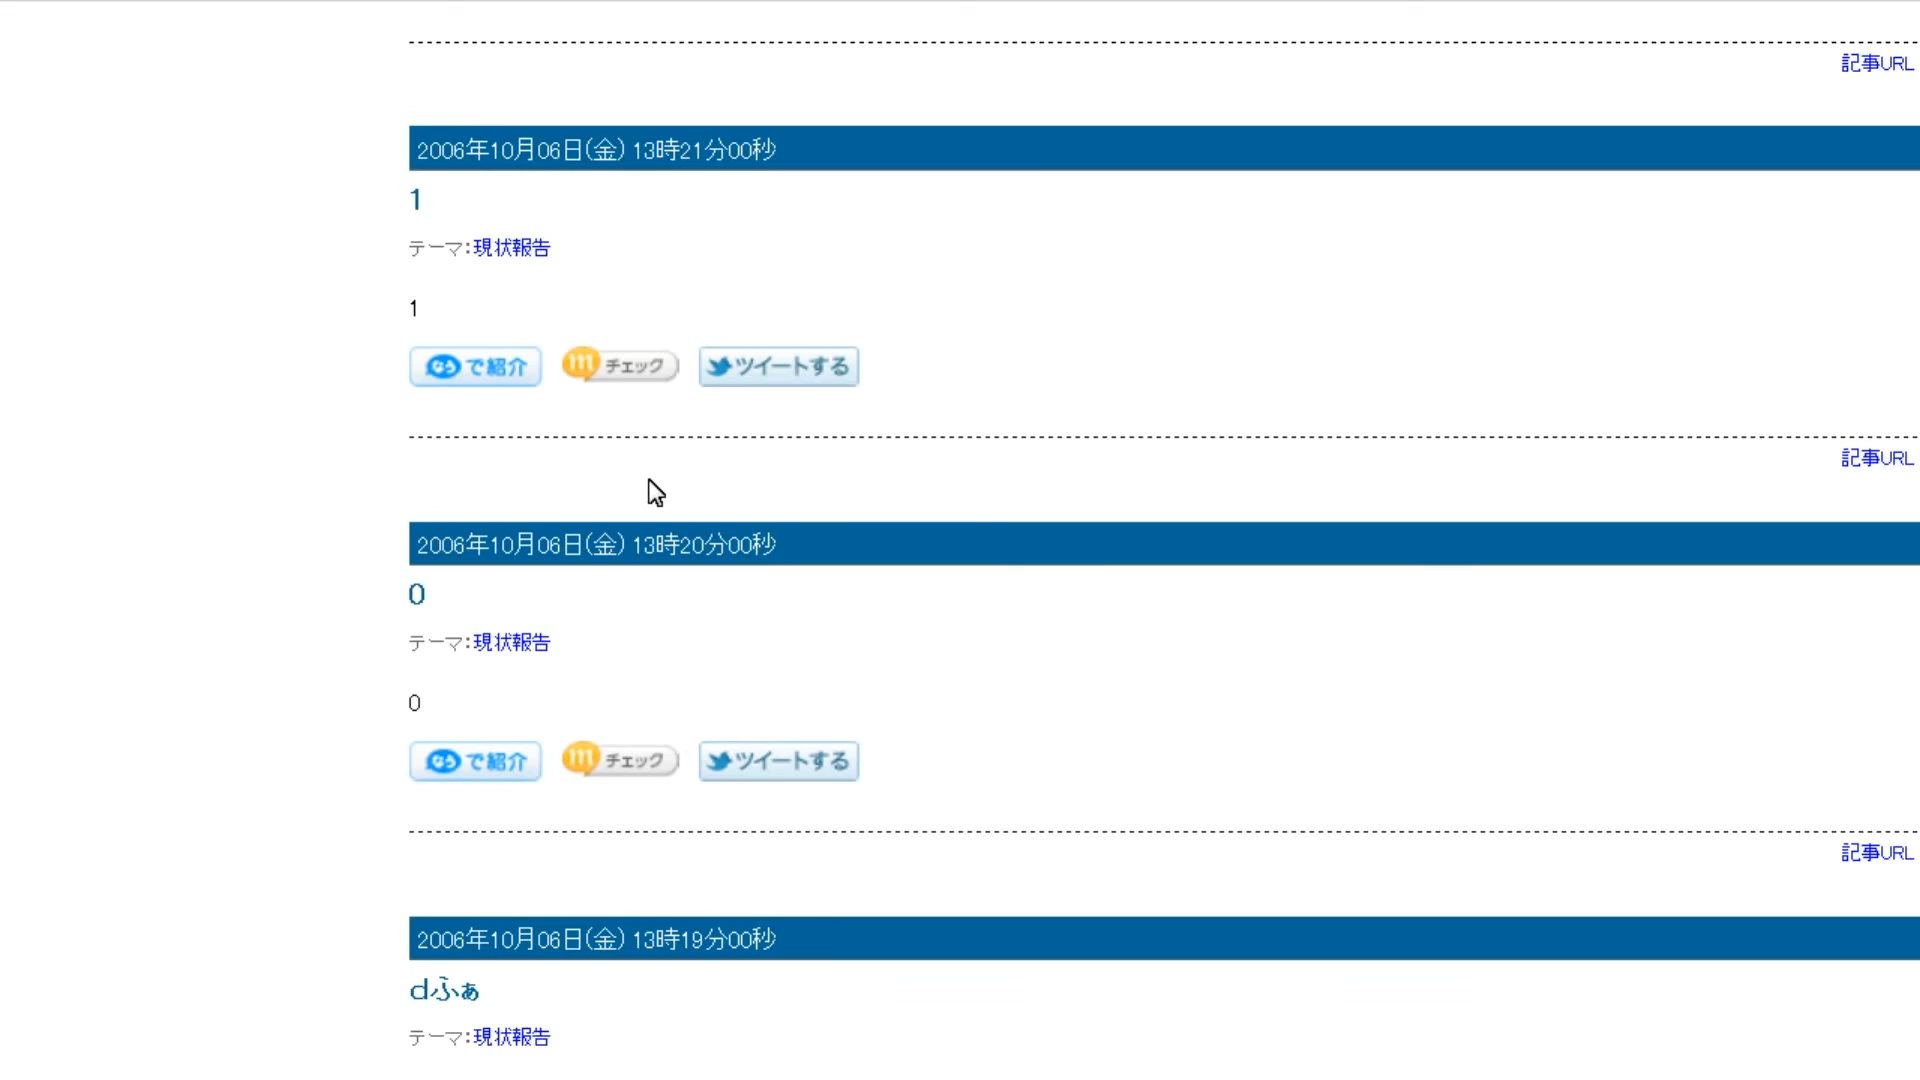 記事URL
2006年10月06日(金) 13時21分00秒
1
テーマ:現状報告
1
なうで紹介 m チェック ツイートする
記事URL
2006年10月06日(金) 13時20分00秒
0
テーマ:現状報告
0
なうで紹介 m チェック ツイートする
記事URL
2006年10月06日(金) 13時19分00秒
dふぁ
テーマ:現状報告